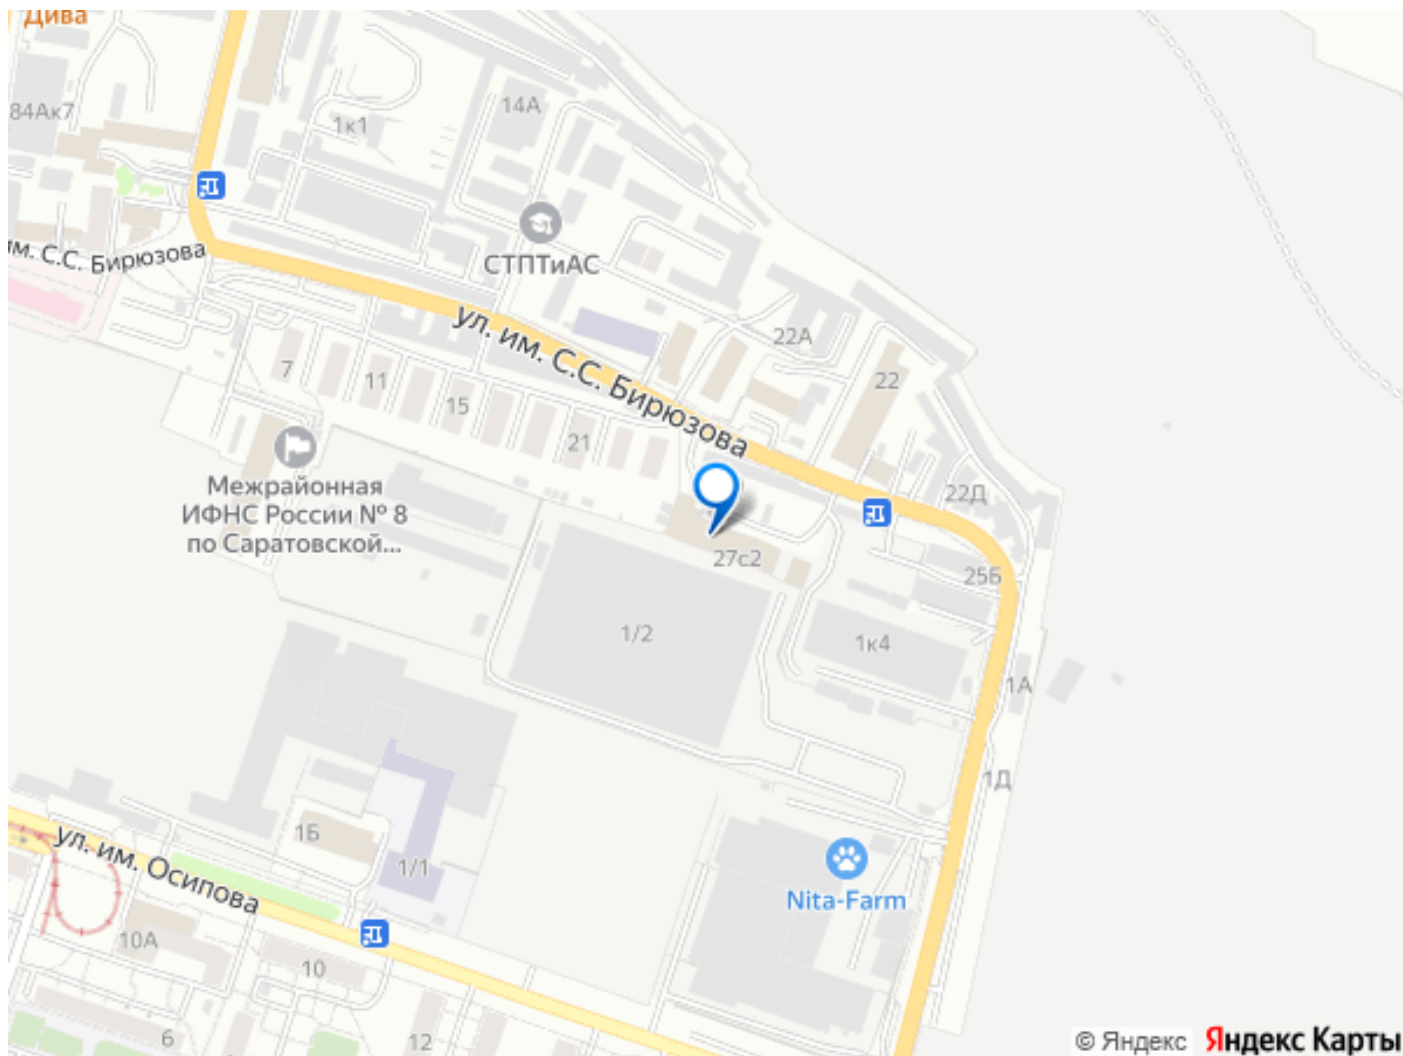 Дива
84Ак7
1к1
14А
им. С.С. Бирюзова
СТПТиАС
ул. им. С.С. Бирюзова
22А
22
7
11
15
21
22Д
Межрайонная
ИФНС России № 8
по Саратовской...
27с2
25Б
1/2
1к4
1А
1Д
ул. им. Осипова
1Б
1/1
Nita-Farm
10А
10
6
12
© Яндекс
Яндекс Карты